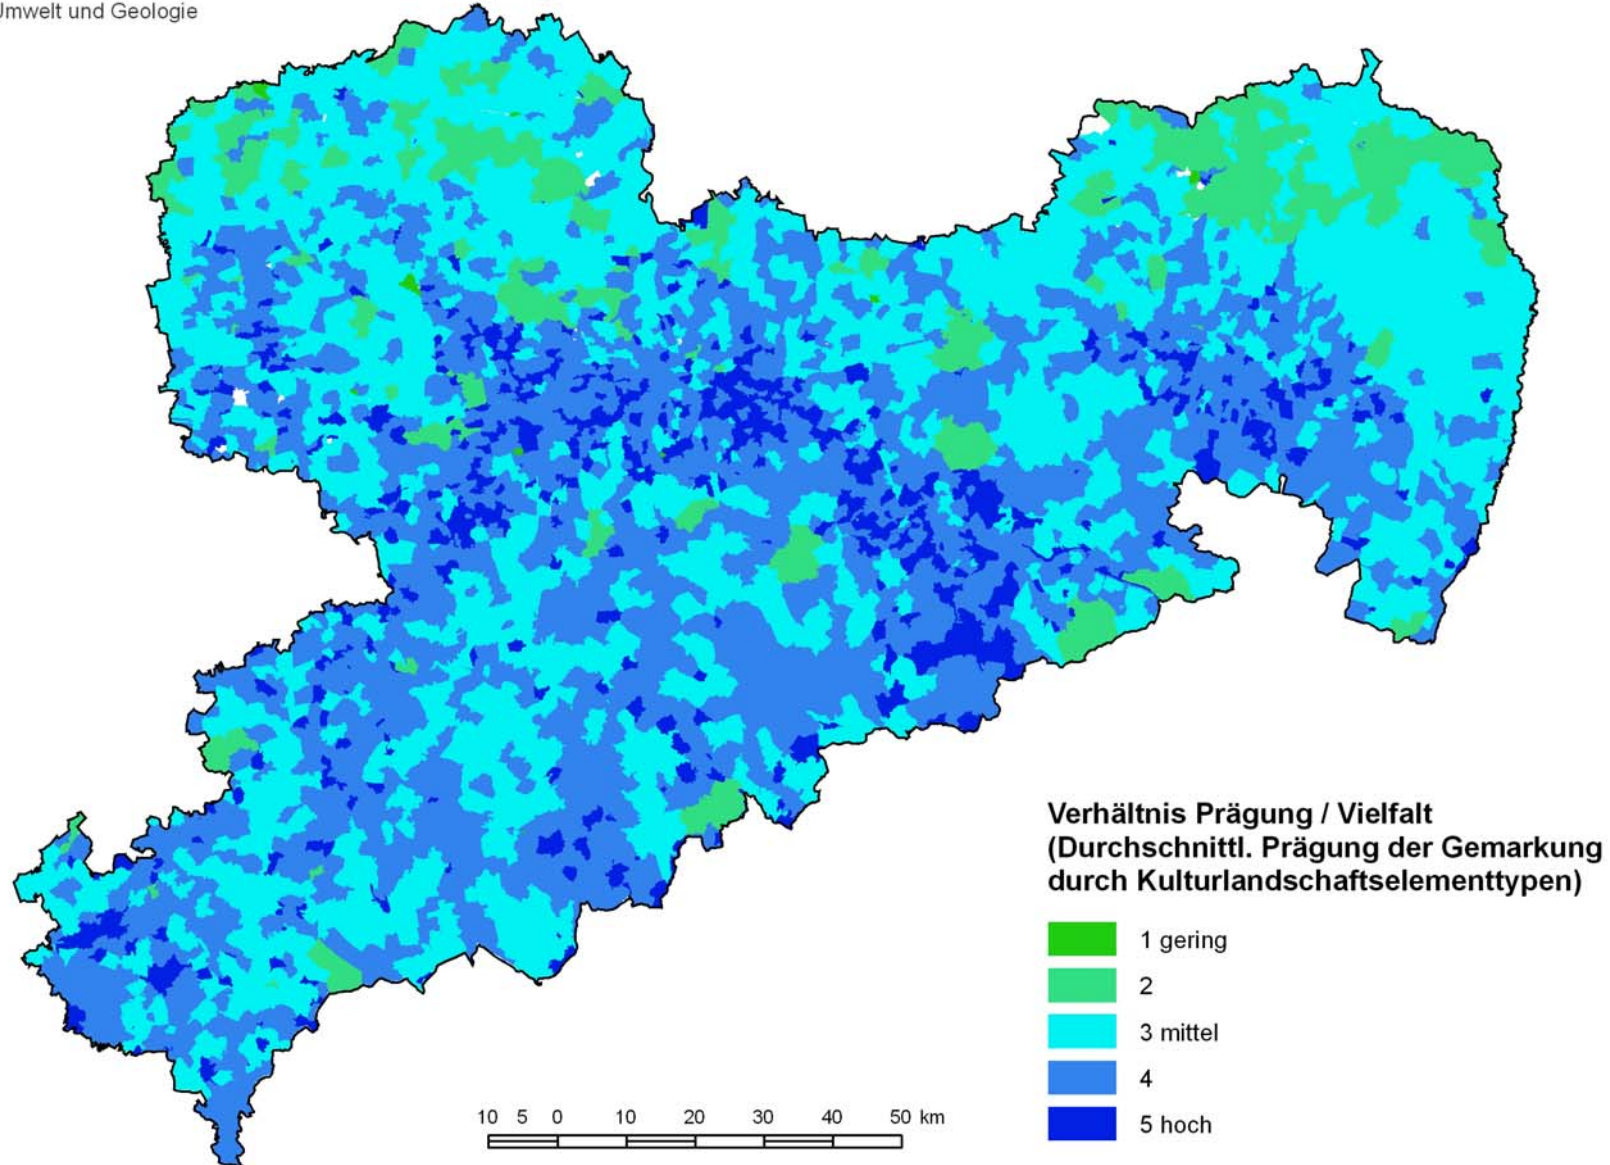 Umwelt und Geologie
Verhältnis Prägung / Vielfalt
(Durchschnittl. Prägung der Gemarkung
durch Kulturlandschaftselementtypen)
1 gering
2
3 mittel
4
5 hoch
10 5 0 10 20 30 40 50 km